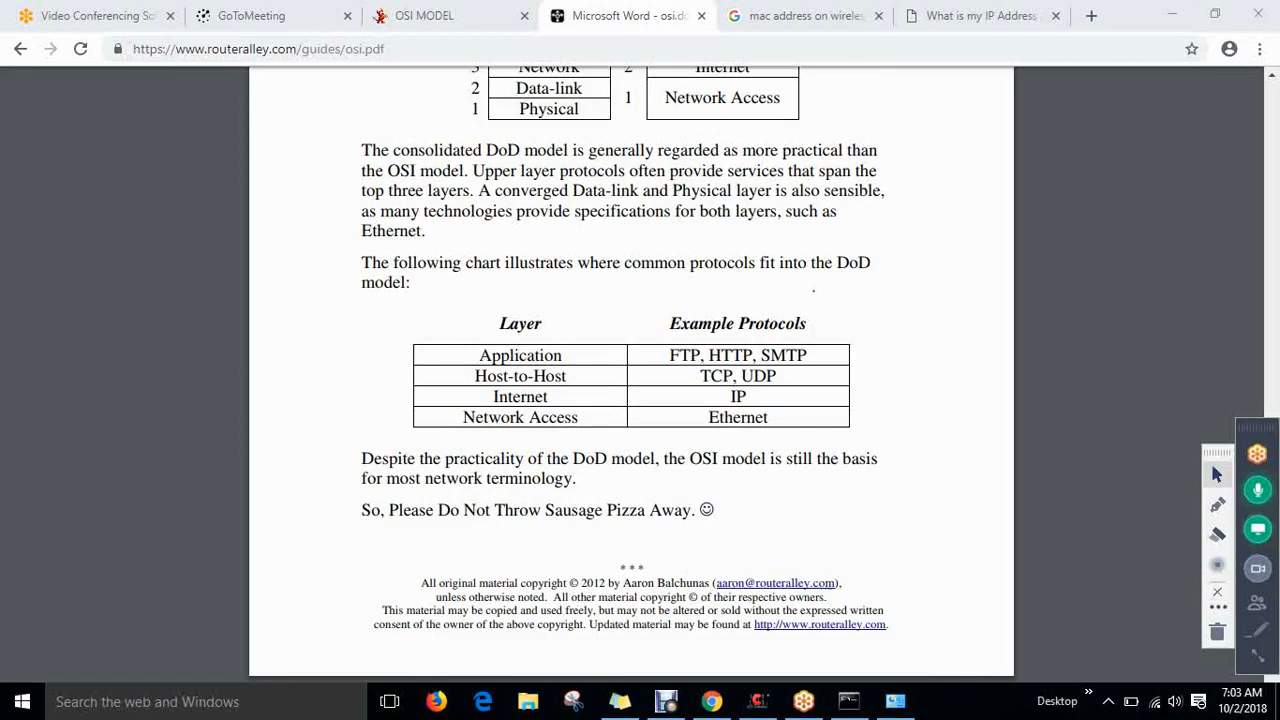 Video Conferencing So
GoToMeeting
OSI MODEL
Microsoft Word - osi.do
mac address on wireles
What is my IP Address
https://www.routeralley.com/guides/osi.pdf
3 Network 2 Internet
2 Data-link
1 Network Access
1 Physical
The consolidated DoD model is generally regarded as more practical than
the OSI model. Upper layer protocols often provide services that span the
top three layers. A converged Data-link and Physical layer is also sensible,
as many technologies provide specifications for both layers, such as
Ethernet.
The following chart illustrates where common protocols fit into the DoD
model:
Layer Example Protocols
Application FTP, HTTP, SMTP
Host-to-Host TCP, UDP
Internet IP
Network Access Ethernet
Despite the practicality of the DoD model, the OSI model is still the basis
for most network terminology.
So, Please Do Not Throw Sausage Pizza Away. ☺
* * *
All original material copyright © 2012 by Aaron Balchunas (aaron@routeralley.com),
unless otherwise noted. All other material copyright © of their respective owners.
This material may be copied and used freely, but may not be altered or sold without the expressed written
consent of the owner of the above copyright. Updated material may be found at http://www.routeralley.com.
Search the web and Windows
Desktop
7:03 AM
10/2/2018